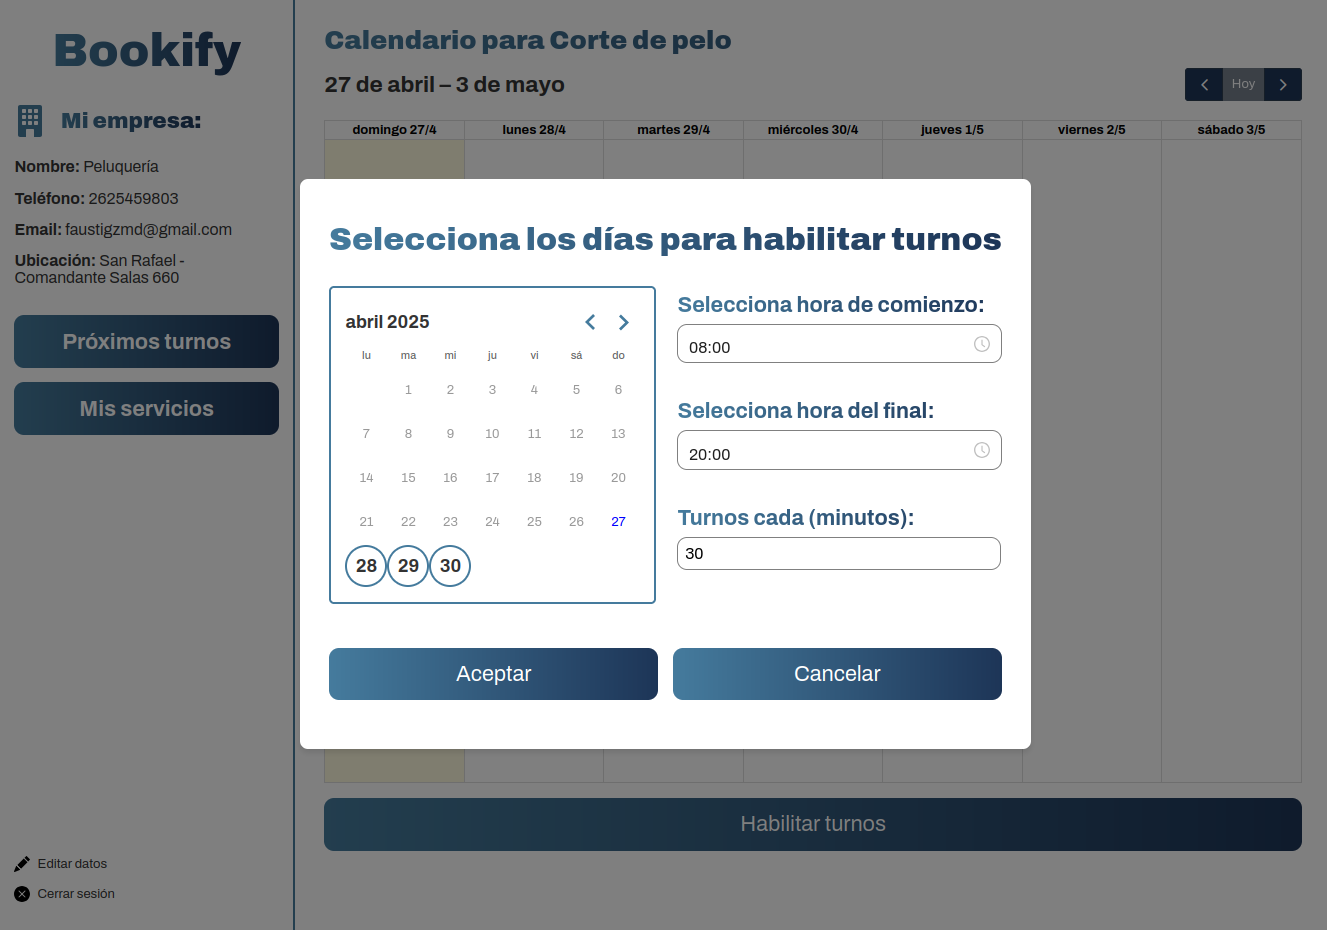 Bookify
Mi empresa:
Nombre: Peluquería
Teléfono: 2625459803
Email: faustigzmd@gmail.com
Ubicación: San Rafael -
Comandante Salas 660
Próximos turnos
Mis servicios
Editar datos
Cerrar sesión
Calendario para Corte de pelo
27 de abril – 3 de mayo
Hoy
domingo 27/4 lunes 28/4 martes 29/4 miércoles 30/4 jueves 1/5 viernes 2/5 sábado 3/5
Selecciona los días para habilitar turnos
abril 2025
lu ma mi ju vi sá do
1 2 3 4 5 6
7 8 9 10 11 12 13
14 15 16 17 18 19 20
21 22 23 24 25 26 27
28 29 30
Selecciona hora de comienzo:
08:00
Selecciona hora del final:
20:00
Turnos cada (minutos):
30
Aceptar
Cancelar
Habilitar turnos